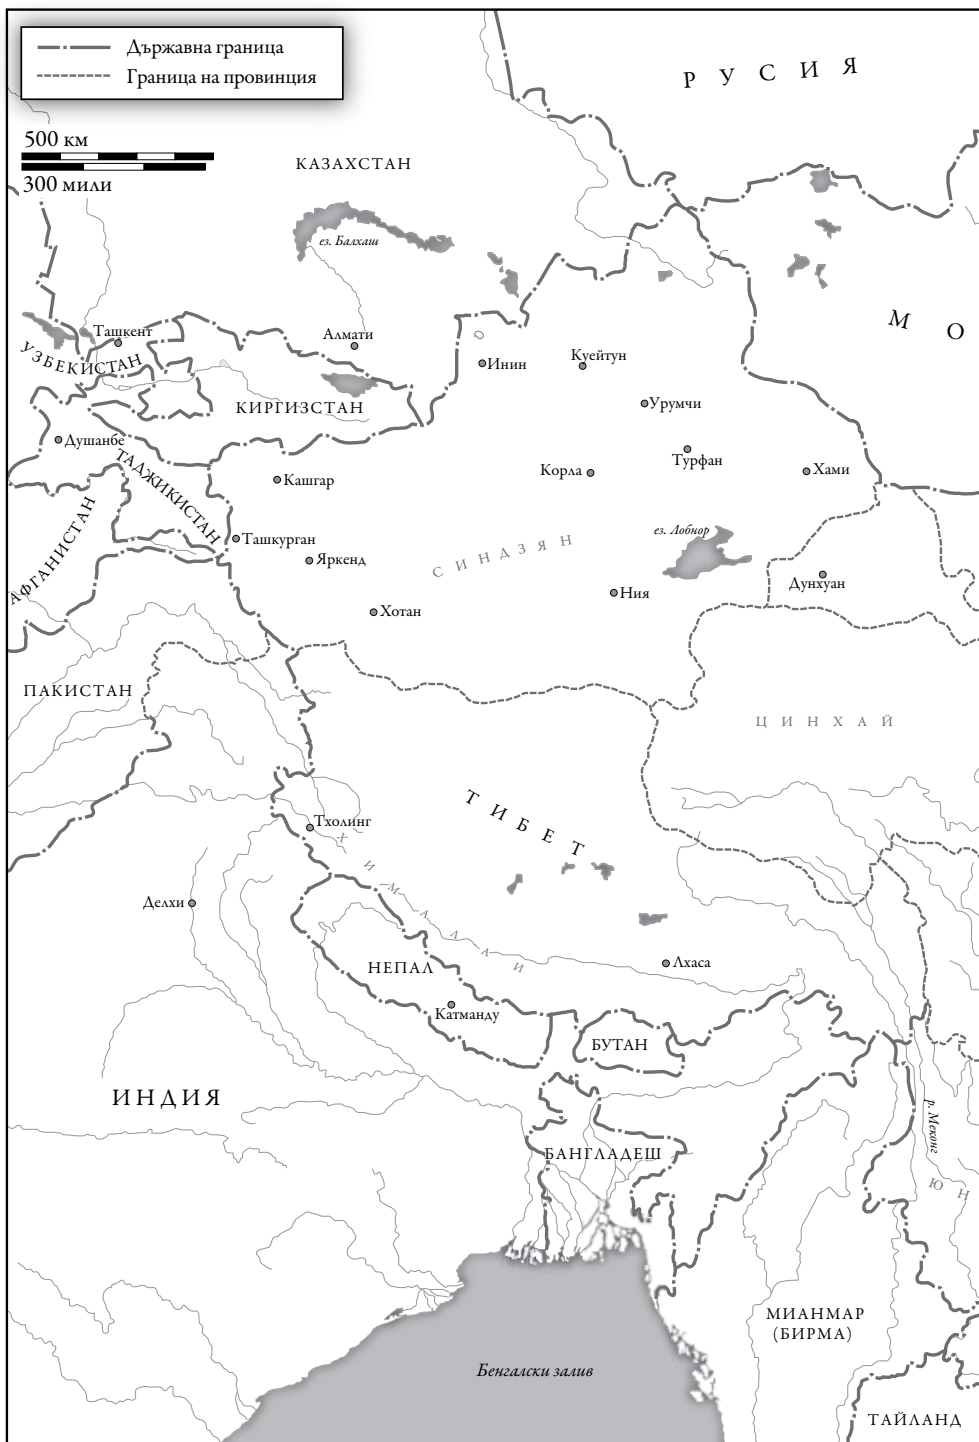 Държавна граница
Граница на провинция
500 км
300 мили
РУСИЯ
КАЗАХСТАН
ез. Балхаш
МО
Ташкент
УЗБЕКИСТАН
Алмати
Инин
Куейтун
КИРГИЗСТАН
Урумчи
Душанбе
ТАДЖИКИСТАН
Кашгар
Корла
Турфан
Хами
АФГАНИСТАН
Ташкурган
Яркенд
СИНДЗЯН
ез. Лобнор
Дунхуан
Хотан
Ния
ПАКИСТАН
ЦИНХАЙ
ТИБЕТ
Тхолинг
ХИМАЛАИ
Делхи
НЕПАЛ
Лхаса
Катманду
БУТАН
ИНДИЯ
р. Меконг
БАНГЛАДЕШ
ЮН
МИАНМАР
(БИРМА)
Бенгалски залив
ТАЙЛАНД